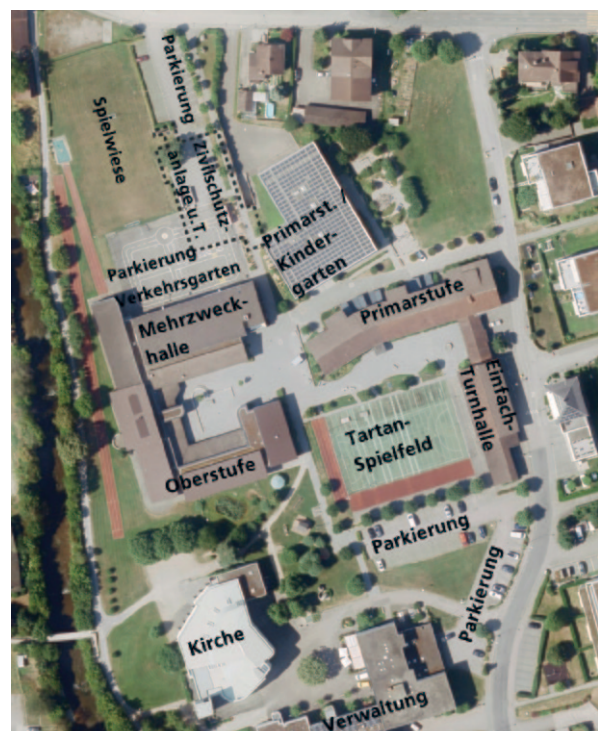 Parkierung
Spielwiese
Zivilschutz-
anlage u.T.
Primarst. /
Kinder-
garten
Parkierung
Verkehrsgarten
Mehrzweck-
halle
Primarstufe
Einfach-
Turnhalle
Tartan-
Spielfeld
Oberstufe
Parkierung
Parkierung
Kirche
Verwaltung